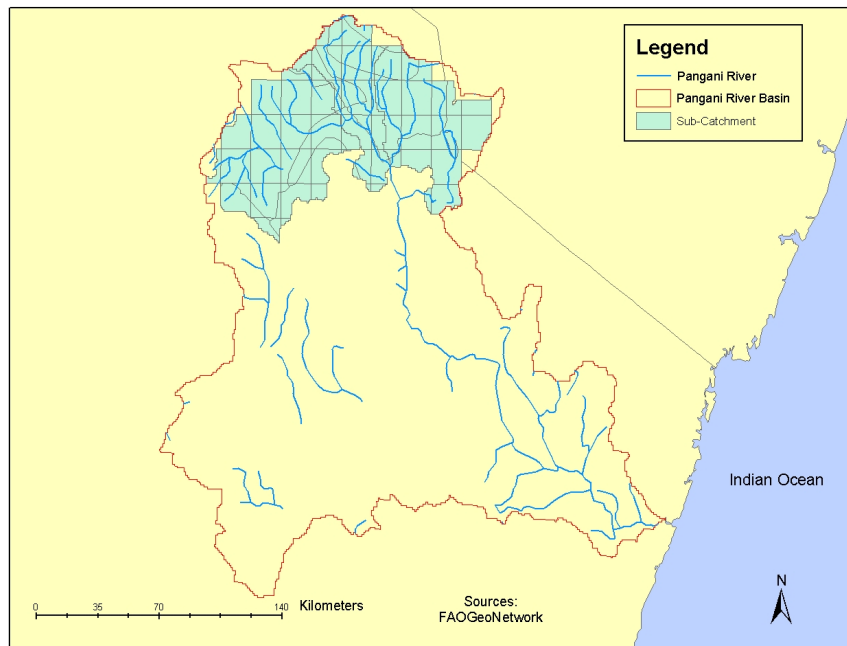 Legend
Pangani River
Pangani River Basin
Sub-Catchment
Indian Ocean
N
0 35 70 140
Kilometers
Sources:
FAOGeoNetwork